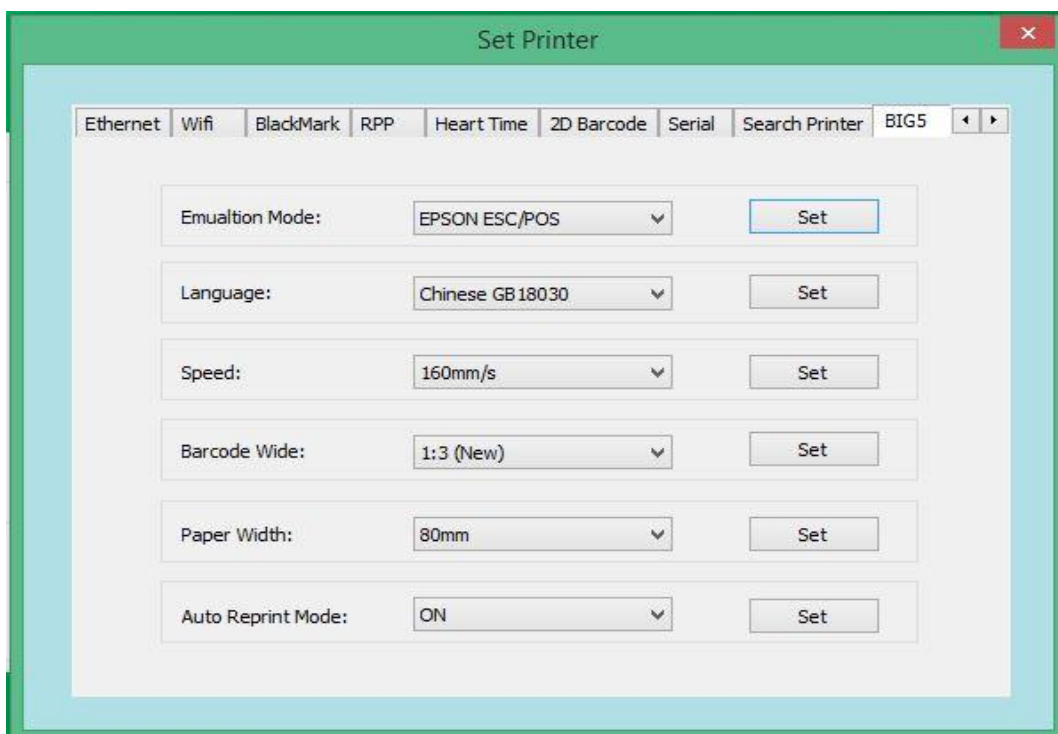 Set Printer
Ethernet Wifi BlackMark RPP Heart Time 2D Barcode Serial Search Printer BIG5
Emualtion Mode: EPSON ESC/POS Set
Language: Chinese GB18030 Set
Speed: 160mm/s Set
Barcode Wide: 1:3 (New) Set
Paper Width: 80mm Set
Auto Reprint Mode: ON Set